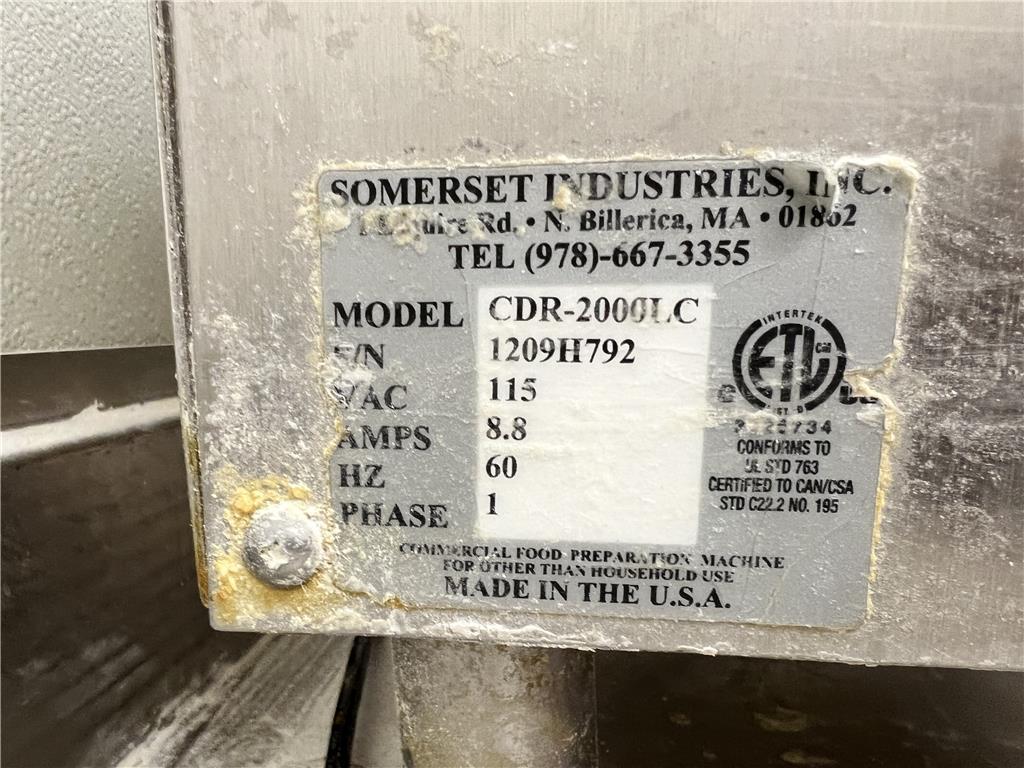 SOMERSET INDUSTRIES, INC.
1 Esquire Rd. • N. Billerica, MA • 01862
TEL (978)-667-3355
MODEL CDR-2000LC
S/N 1209H792
VAC 115
AMPS 8.8
HZ 60
PHASE 1
INTERTEK
ETL
CONFORMS TO
UL STD 763
CERTIFIED TO CAN/CSA
STD C22.2 NO. 195
COMMERCIAL FOOD PREPARATION MACHINE
FOR OTHER THAN HOUSEHOLD USE
MADE IN THE U.S.A.